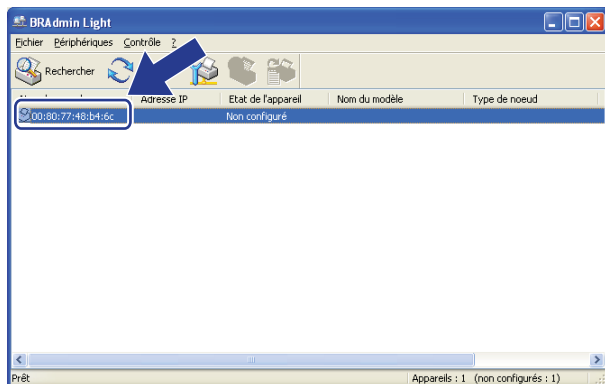 BRAdmin Light
Fichier Périphériques Contrôle ?
Rechercher
Adresse IP Etat de l'appareil Nom du modèle Type de noeud
00:80:77:48:b4:6c Non configuré
Prêt Appareils : 1 (non configurés : 1)